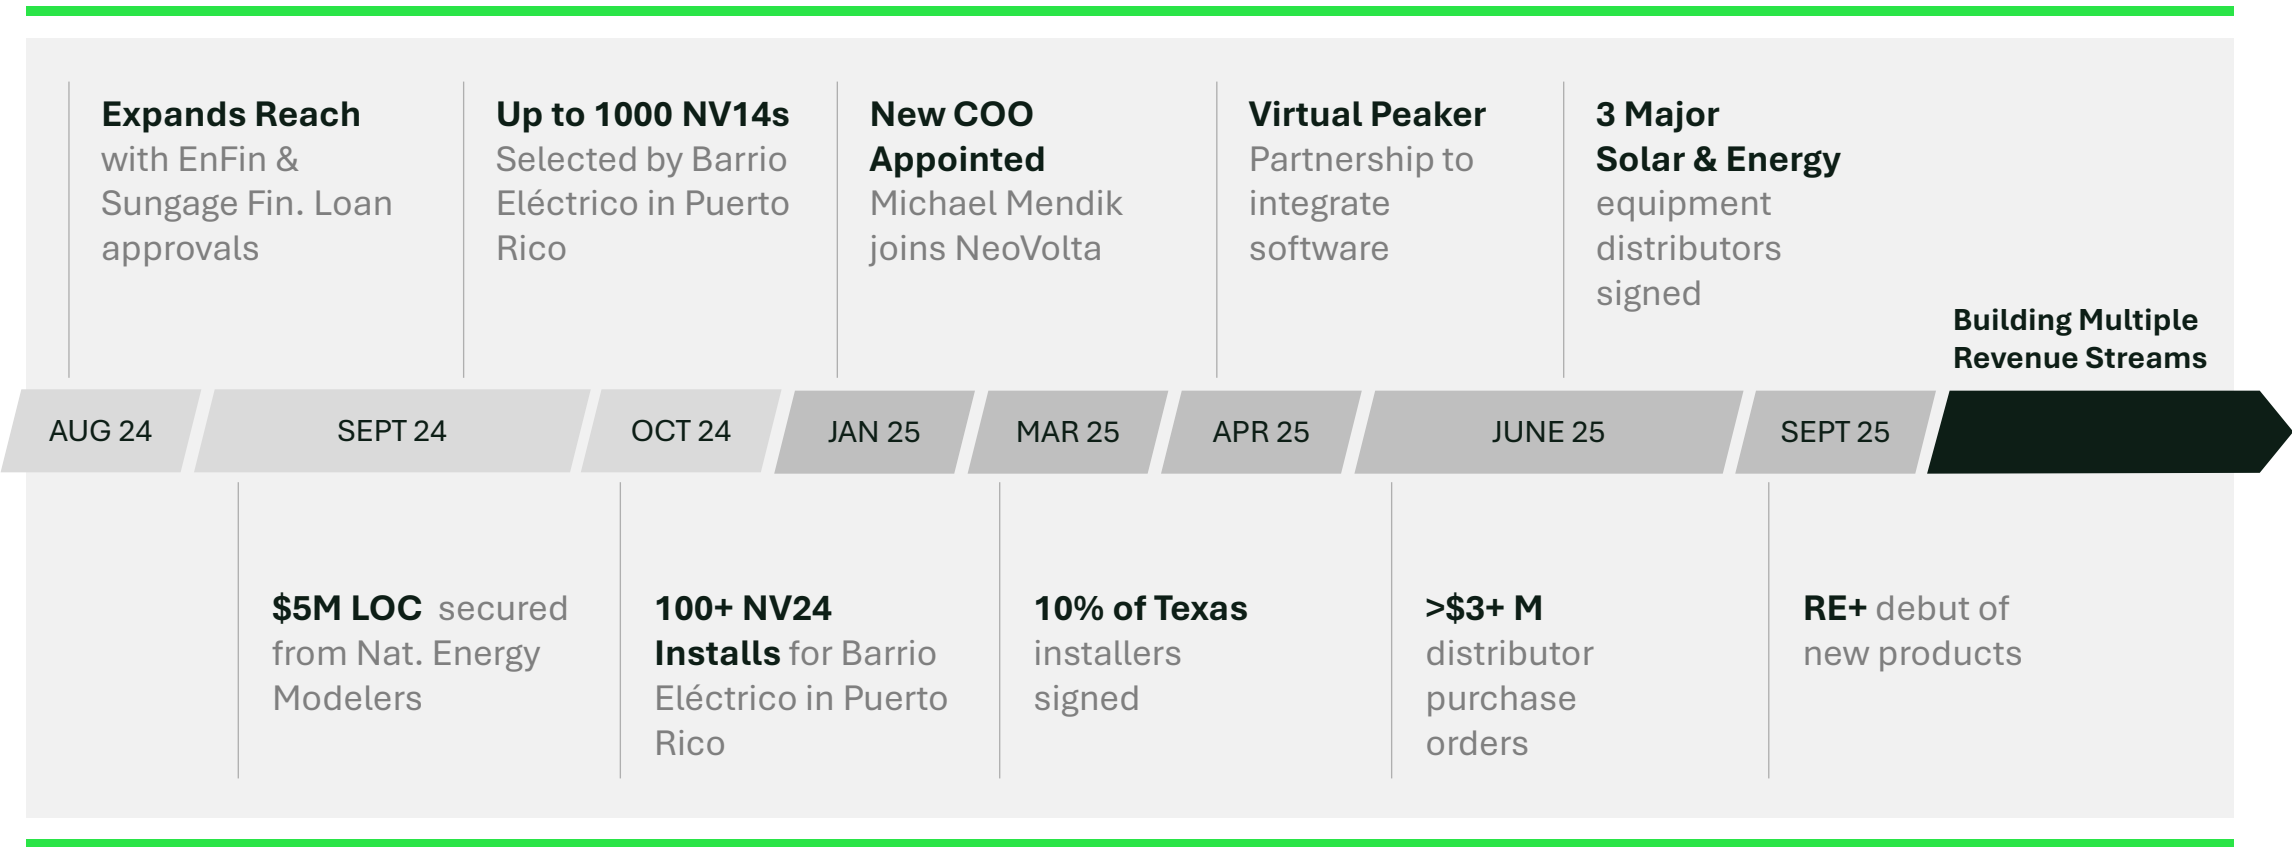 Expands Reach
with EnFin &
Sungage Fin. Loan
approvals
Up to 1000 NV14s
Selected by Barrio
Eléctrico in Puerto
Rico
New COO
Appointed
Michael Mendik
joins NeoVolta
Virtual Peaker
Partnership to
integrate
software
3 Major
Solar & Energy
equipment
distributors
signed
Building Multiple
Revenue Streams
AUG 24
SEPT 24
OCT 24
JAN 25
MAR 25
APR 25
JUNE 25
SEPT 25
$5M LOC secured
from Nat. Energy
Modelers
100+ NV24
Installs for Barrio
Eléctrico in Puerto
Rico
10% of Texas
installers
signed
>$3+ M
distributor
purchase
orders
RE+ debut of
new products